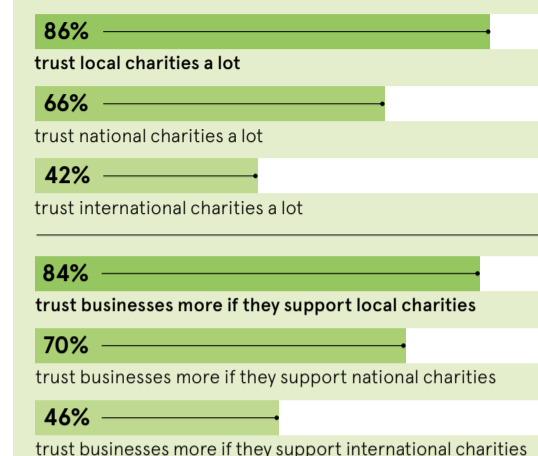 86%
trust local charities a lot
66%
trust national charities a lot
42%
trust international charities a lot
84%
trust businesses more if they support local charities
70%
trust businesses more if they support national charities
46%
trust businesses more if they support international charities